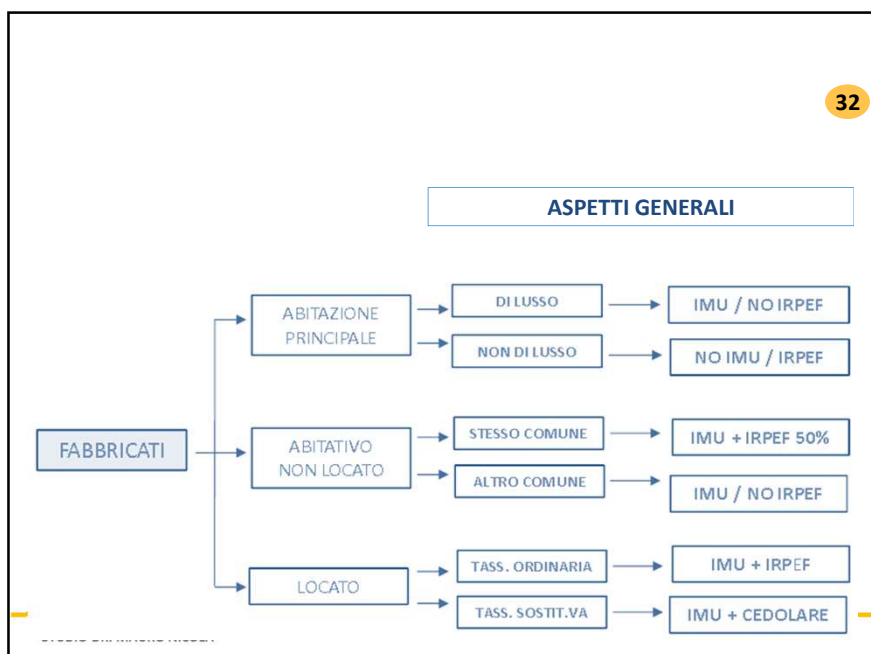 32
ASPETTI GENERALI
FABBRICATI
ABITAZIONE
PRINCIPALE
DI LUSSO
IMU / NO IRPEF
NON DI LUSSO
NO IMU / IRPEF
ABITATIVO
NON LOCATO
STESSO COMUNE
IMU + IRPEF 50%
ALTRO COMUNE
IMU / NO IRPEF
LOCATO
TASS. ORDINARIA
IMU + IRPEF
TASS. SOSTIT.VA
IMU + CEDOLARE